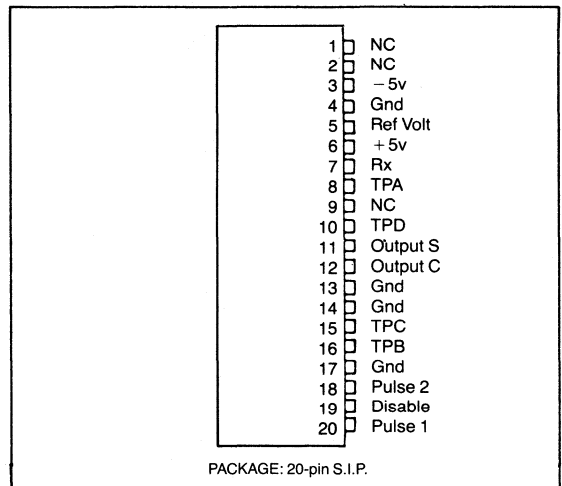 1 NC
2 NC
3 −5v
4 Gnd
5 Ref Volt
6 +5v
7 Rx
8 TPA
9 NC
10 TPD
11 Output S
12 Output C
13 Gnd
14 Gnd
15 TPC
16 TPB
17 Gnd
18 Pulse 2
19 Disable
20 Pulse 1
PACKAGE: 20-pin S.I.P.